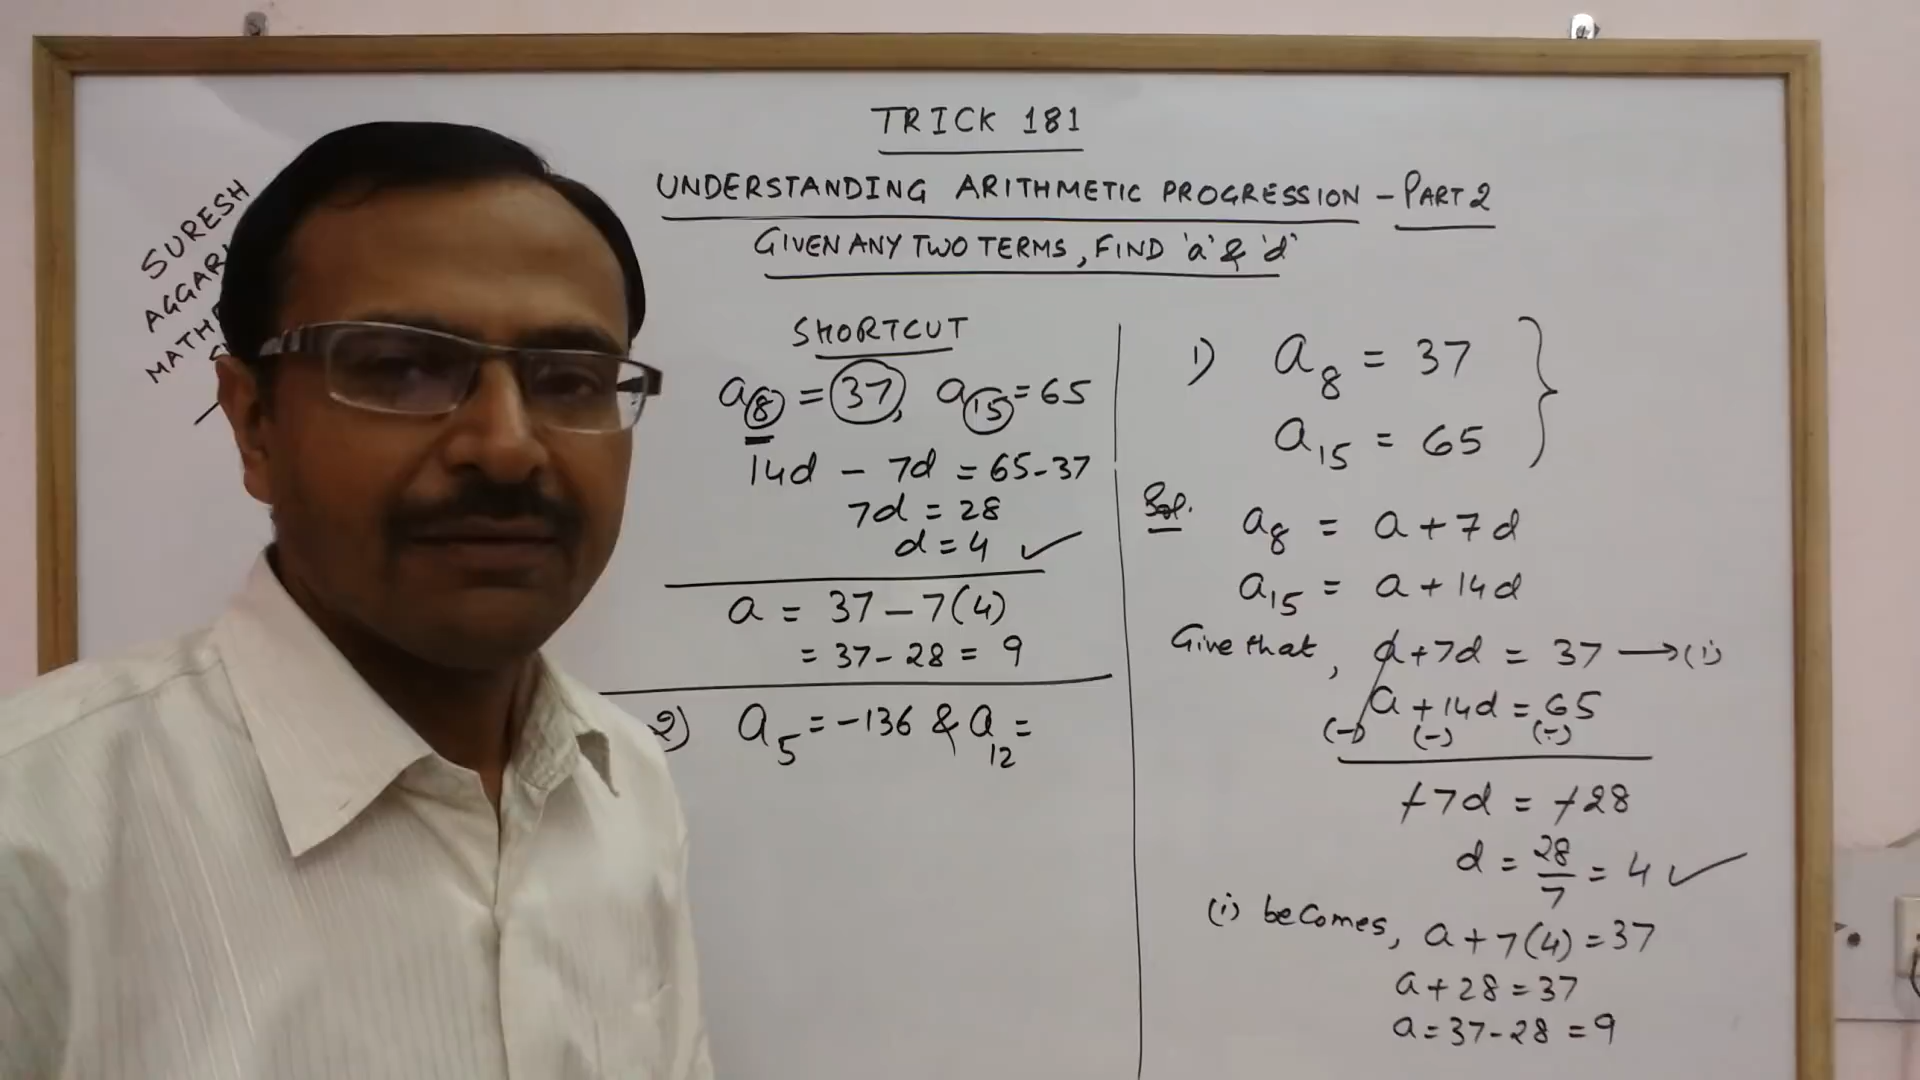 TRICK 181
UNDERSTANDING ARITHMETIC PROGRESSION - PART 2
GIVEN ANY TWO TERMS, FIND 'a' & 'd'
SURESH
SHORTCUT
a₈ = 37, a₁₅ = 65
14d - 7d = 65-37
7d = 28
d = 4 ✓
a = 37 - 7(4)
= 37 - 28 = 9
2) a₅ = -136 & a₁₂ =
1) a₈ = 37
a₁₅ = 65
Sol. a₈ = a + 7d
a₁₅ = a + 14d
Give that, a+7d = 37 → (i)
a + 14d = 65
(-) (-) (-)
+7d = +28
d = 28/7 = 4 ✓
(i) becomes, a + 7(4) = 37
a + 28 = 37
a = 37 - 28 = 9